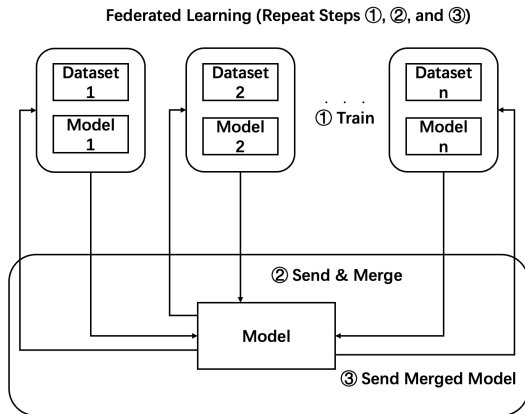 Federated Learning (Repeat Steps ①, ②, and ③)
Dataset
1
Model
1
Dataset
2
Model
2
. . .
① Train
Dataset
n
Model
n
② Send & Merge
Model
③ Send Merged Model